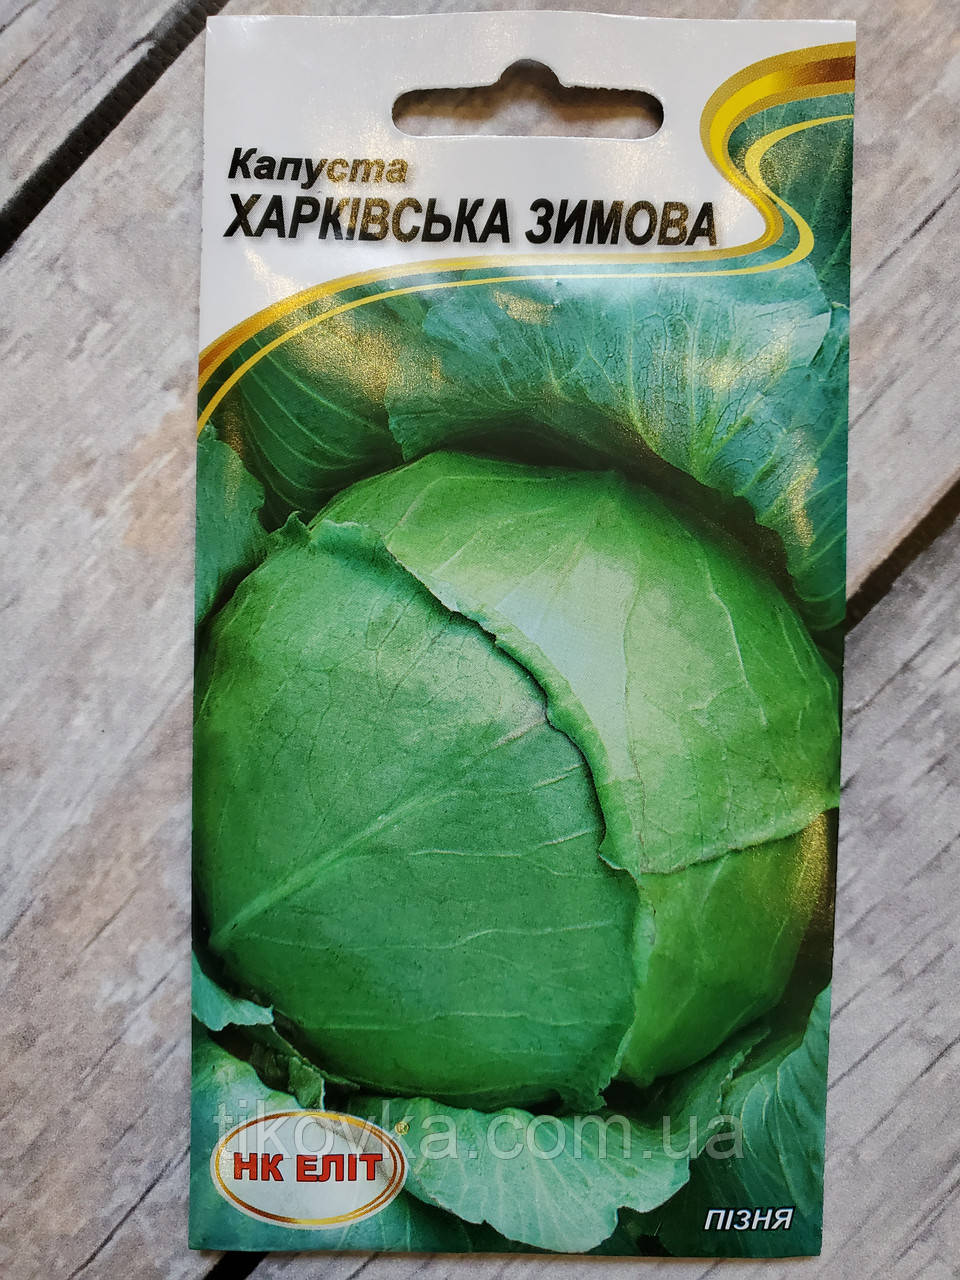 Капуста
ХАРКІВСЬКА ЗИМОВА
tikovka.com.ua
®
НК ЕЛІТ
ПІЗНЯ